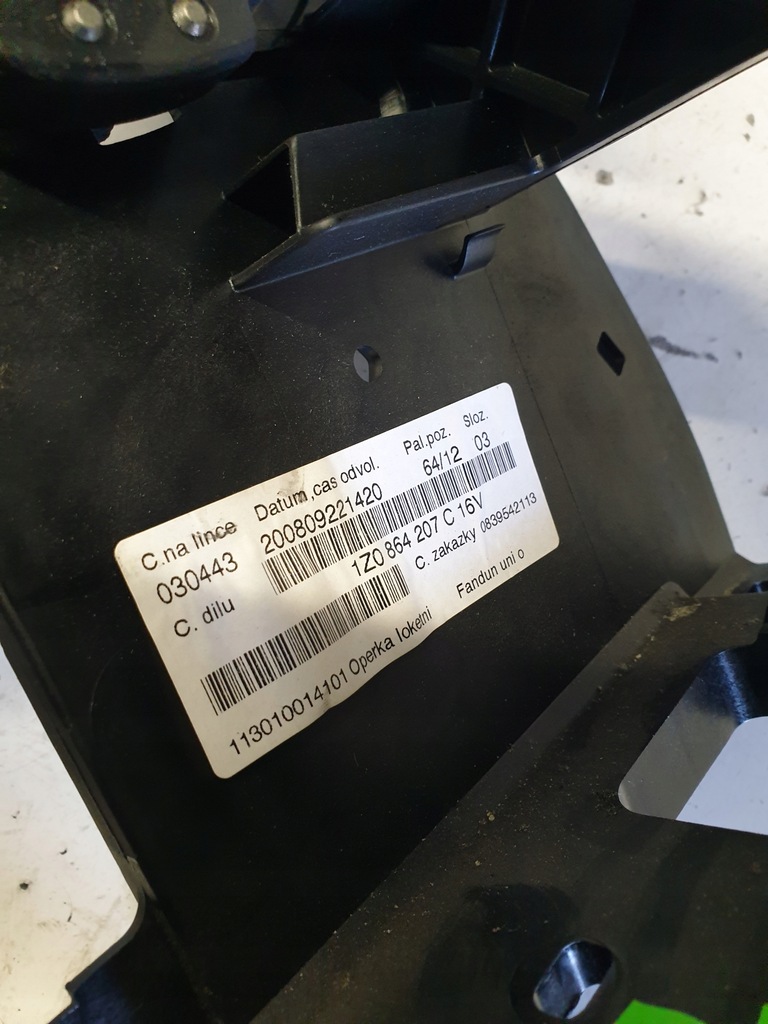 C.na lince Datum ,cas odvol. Pal.poz. Sloz.
030443 200809221420 64/12 03
C. dilu 1Z0 864 207 C 16V
C. zakazky 0839542113
113010014101 Operka loketni Fandun uni o